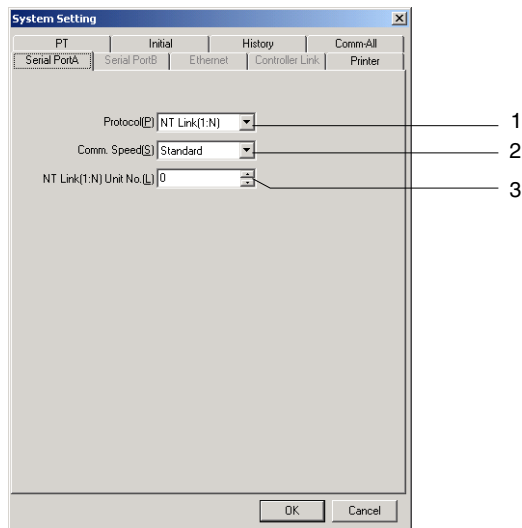 System Setting
PT Initial History Comm-All
Serial PortA Serial PortB Ethernet Controller Link Printer
Protocol[P] NT Link(1:N) 1
Comm. Speed[S] Standard 2
NT Link(1:N) Unit No.[L] 0 3
OK Cancel